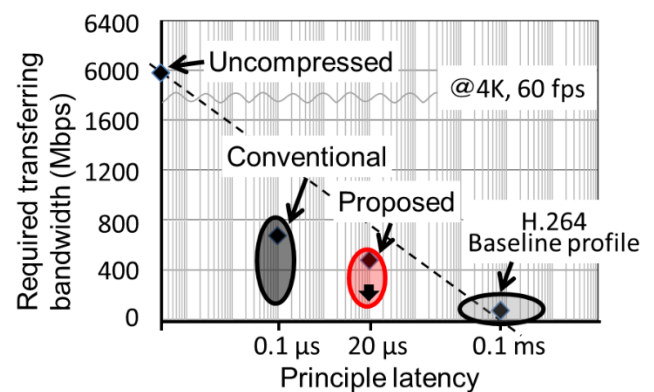 Required transferring
bandwidth (Mbps)
6400
6000
1600
1200
800
400
0
Uncompressed
@4K, 60 fps
Conventional
Proposed
H.264
Baseline profile
0.1 μs
20 μs
0.1 ms
Principle latency